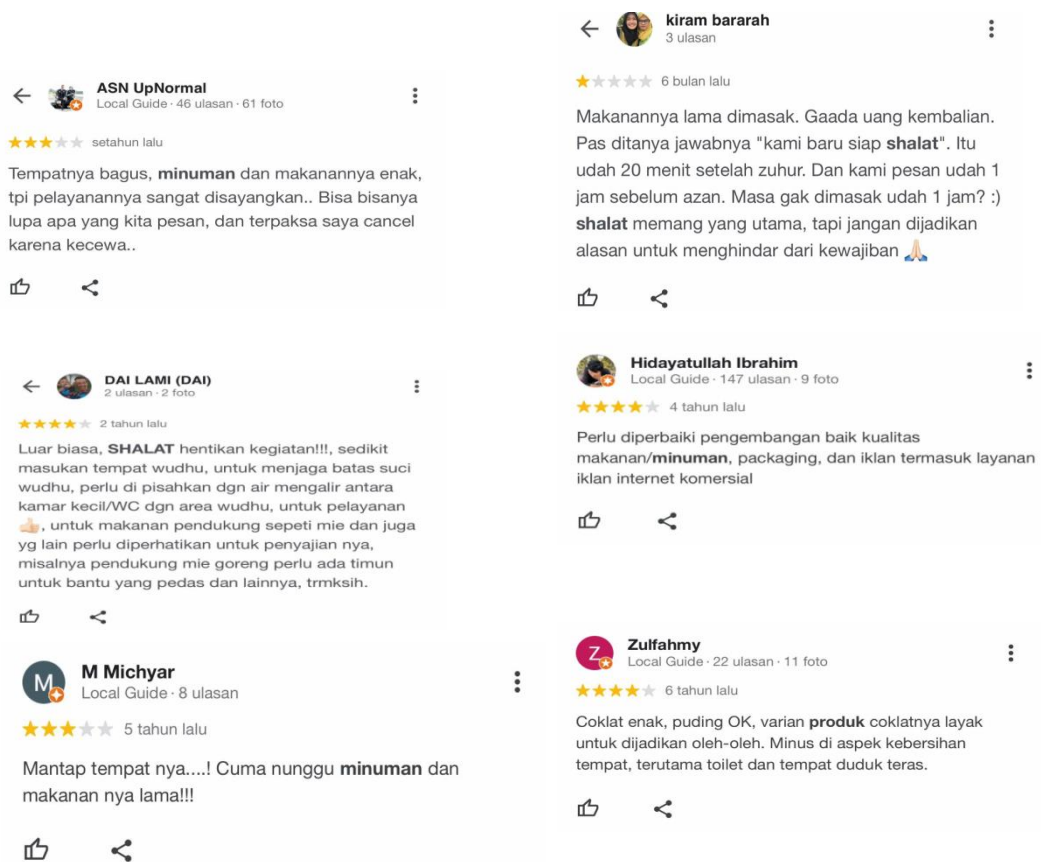 ASN UpNormal
Local Guide · 46 ulasan · 61 foto
setahun lalu
Tempatnya bagus, minuman dan makanannya enak,
tpi pelayanannya sangat disayangkan.. Bisa bisanya
lupa apa yang kita pesan, dan terpaksa saya cancel
karena kecewa..
kiram bararah
3 ulasan
6 bulan lalu
Makanannya lama dimasak. Gaada uang kembalian.
Pas ditanya jawabnya "kami baru siap shalat". Itu
udah 20 menit setelah zuhur. Dan kami pesan udah 1
jam sebelum azan. Masa gak dimasak udah 1 jam? :)
shalat memang yang utama, tapi jangan dijadikan
alasan untuk menghindar dari kewajiban 🙏🏻
DAI LAMI (DAI)
2 ulasan · 2 foto
2 tahun lalu
Luar biasa, SHALAT hentikan kegiatan!!!, sedikit
masukan tempat wudhu, untuk menjaga batas suci
wudhu, perlu di pisahkan dgn air mengalir antara
kamar kecil/WC dgn area wudhu, untuk pelayanan
👍🏻, untuk makanan pendukung sepeti mie dan juga
yg lain perlu diperhatikan untuk penyajian nya,
misalnya pendukung mie goreng perlu ada timun
untuk bantu yang pedas dan lainnya, trmksih.
Hidayatullah Ibrahim
Local Guide · 147 ulasan · 9 foto
4 tahun lalu
Perlu diperbaiki pengembangan baik kualitas
makanan/minuman, packaging, dan iklan termasuk layanan
iklan internet komersial
M
M Michyar
Local Guide · 8 ulasan
5 tahun lalu
Mantap tempat nya....! Cuma nunggu minuman dan
makanan nya lama!!!
Z
Zulfahmy
Local Guide · 22 ulasan · 11 foto
6 tahun lalu
Coklat enak, puding OK, varian produk coklatnya layak
untuk dijadikan oleh-oleh. Minus di aspek kebersihan
tempat, terutama toilet dan tempat duduk teras.